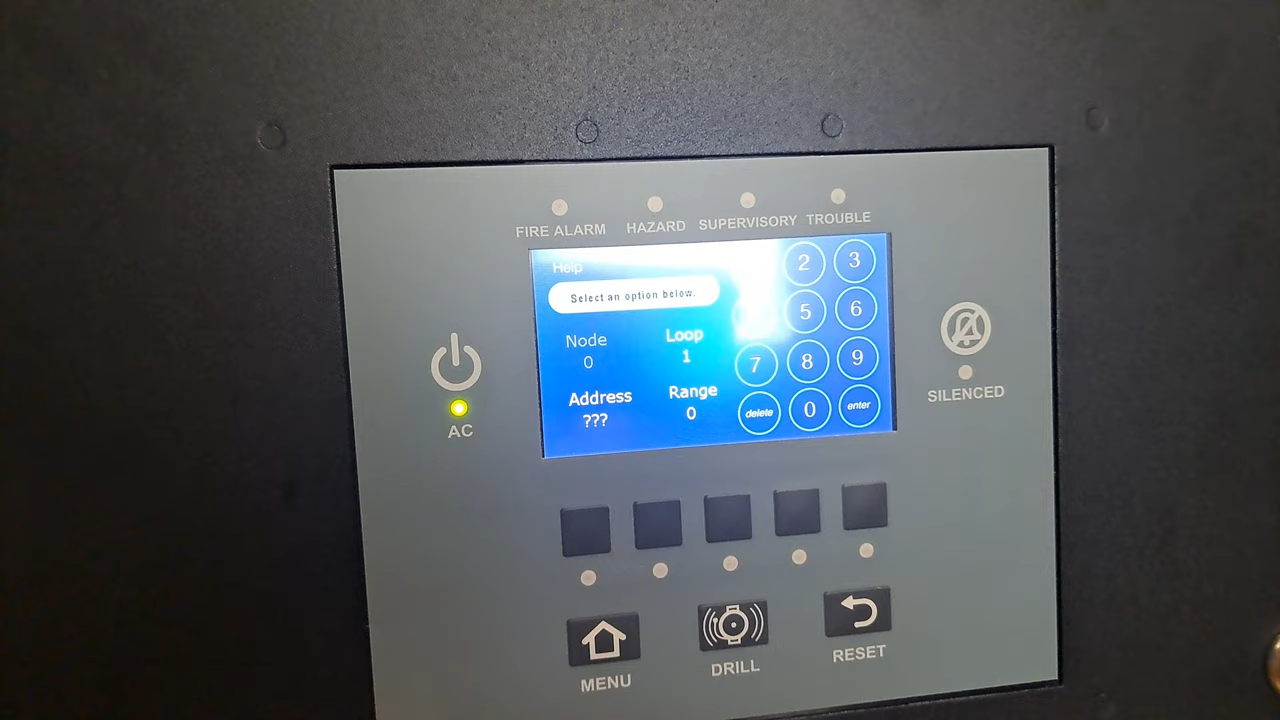 FIRE ALARM HAZARD SUPERVISORY TROUBLE
Help
Select an option below.
2 3
5 6
Node Loop
0 1
7 8 9
Address Range
??? 0
delete 0 enter
AC
SILENCED
MENU DRILL RESET